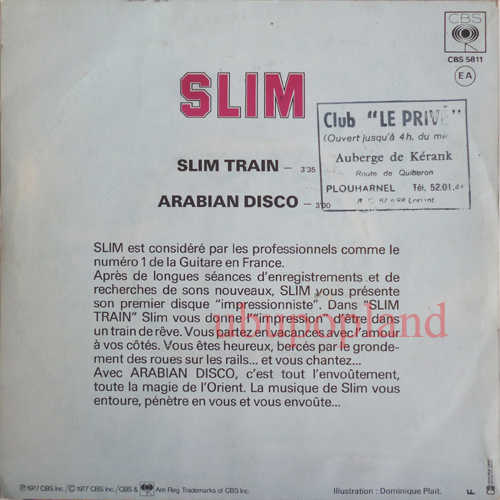 CBS
CBS 5811
EA
SLIM
Club "LE PRIVÉ"
(Ouvert jusqu'à 4h. du
Auberge de Kérank
Route de Quiberon
PLOUHARNEL Tél. 52.01.
SLIM TRAIN – 3'35
ARABIAN DISCO – 3'00
SLIM est considéré par les professionnels comme le
numéro 1 de la Guitare en France.
Après de longues séances d'enregistrements et de
recherches de sons nouveaux, SLIM vous présente
son premier disque "impressionniste". Dans "SLIM
TRAIN" Slim vous donne l'"impression" d'être dans
un train de rêve. Vous partez en vacances avec l'amour
à vos côtés. Vous êtes heureux, bercés par le gronde-
ment des roues sur les rails... et vous chantez...
Avec ARABIAN DISCO, c'est tout l'envoûtement,
toute la magie de l'Orient. La musique de Slim vous
entoure, pénètre en vous et vous envoûte...
ubupopland
℗ 1977 CBS Inc./© 1977 CBS Inc./CBS & Are Reg. Trademarks of CBS Inc.
Illustration : Dominique Plait.
F